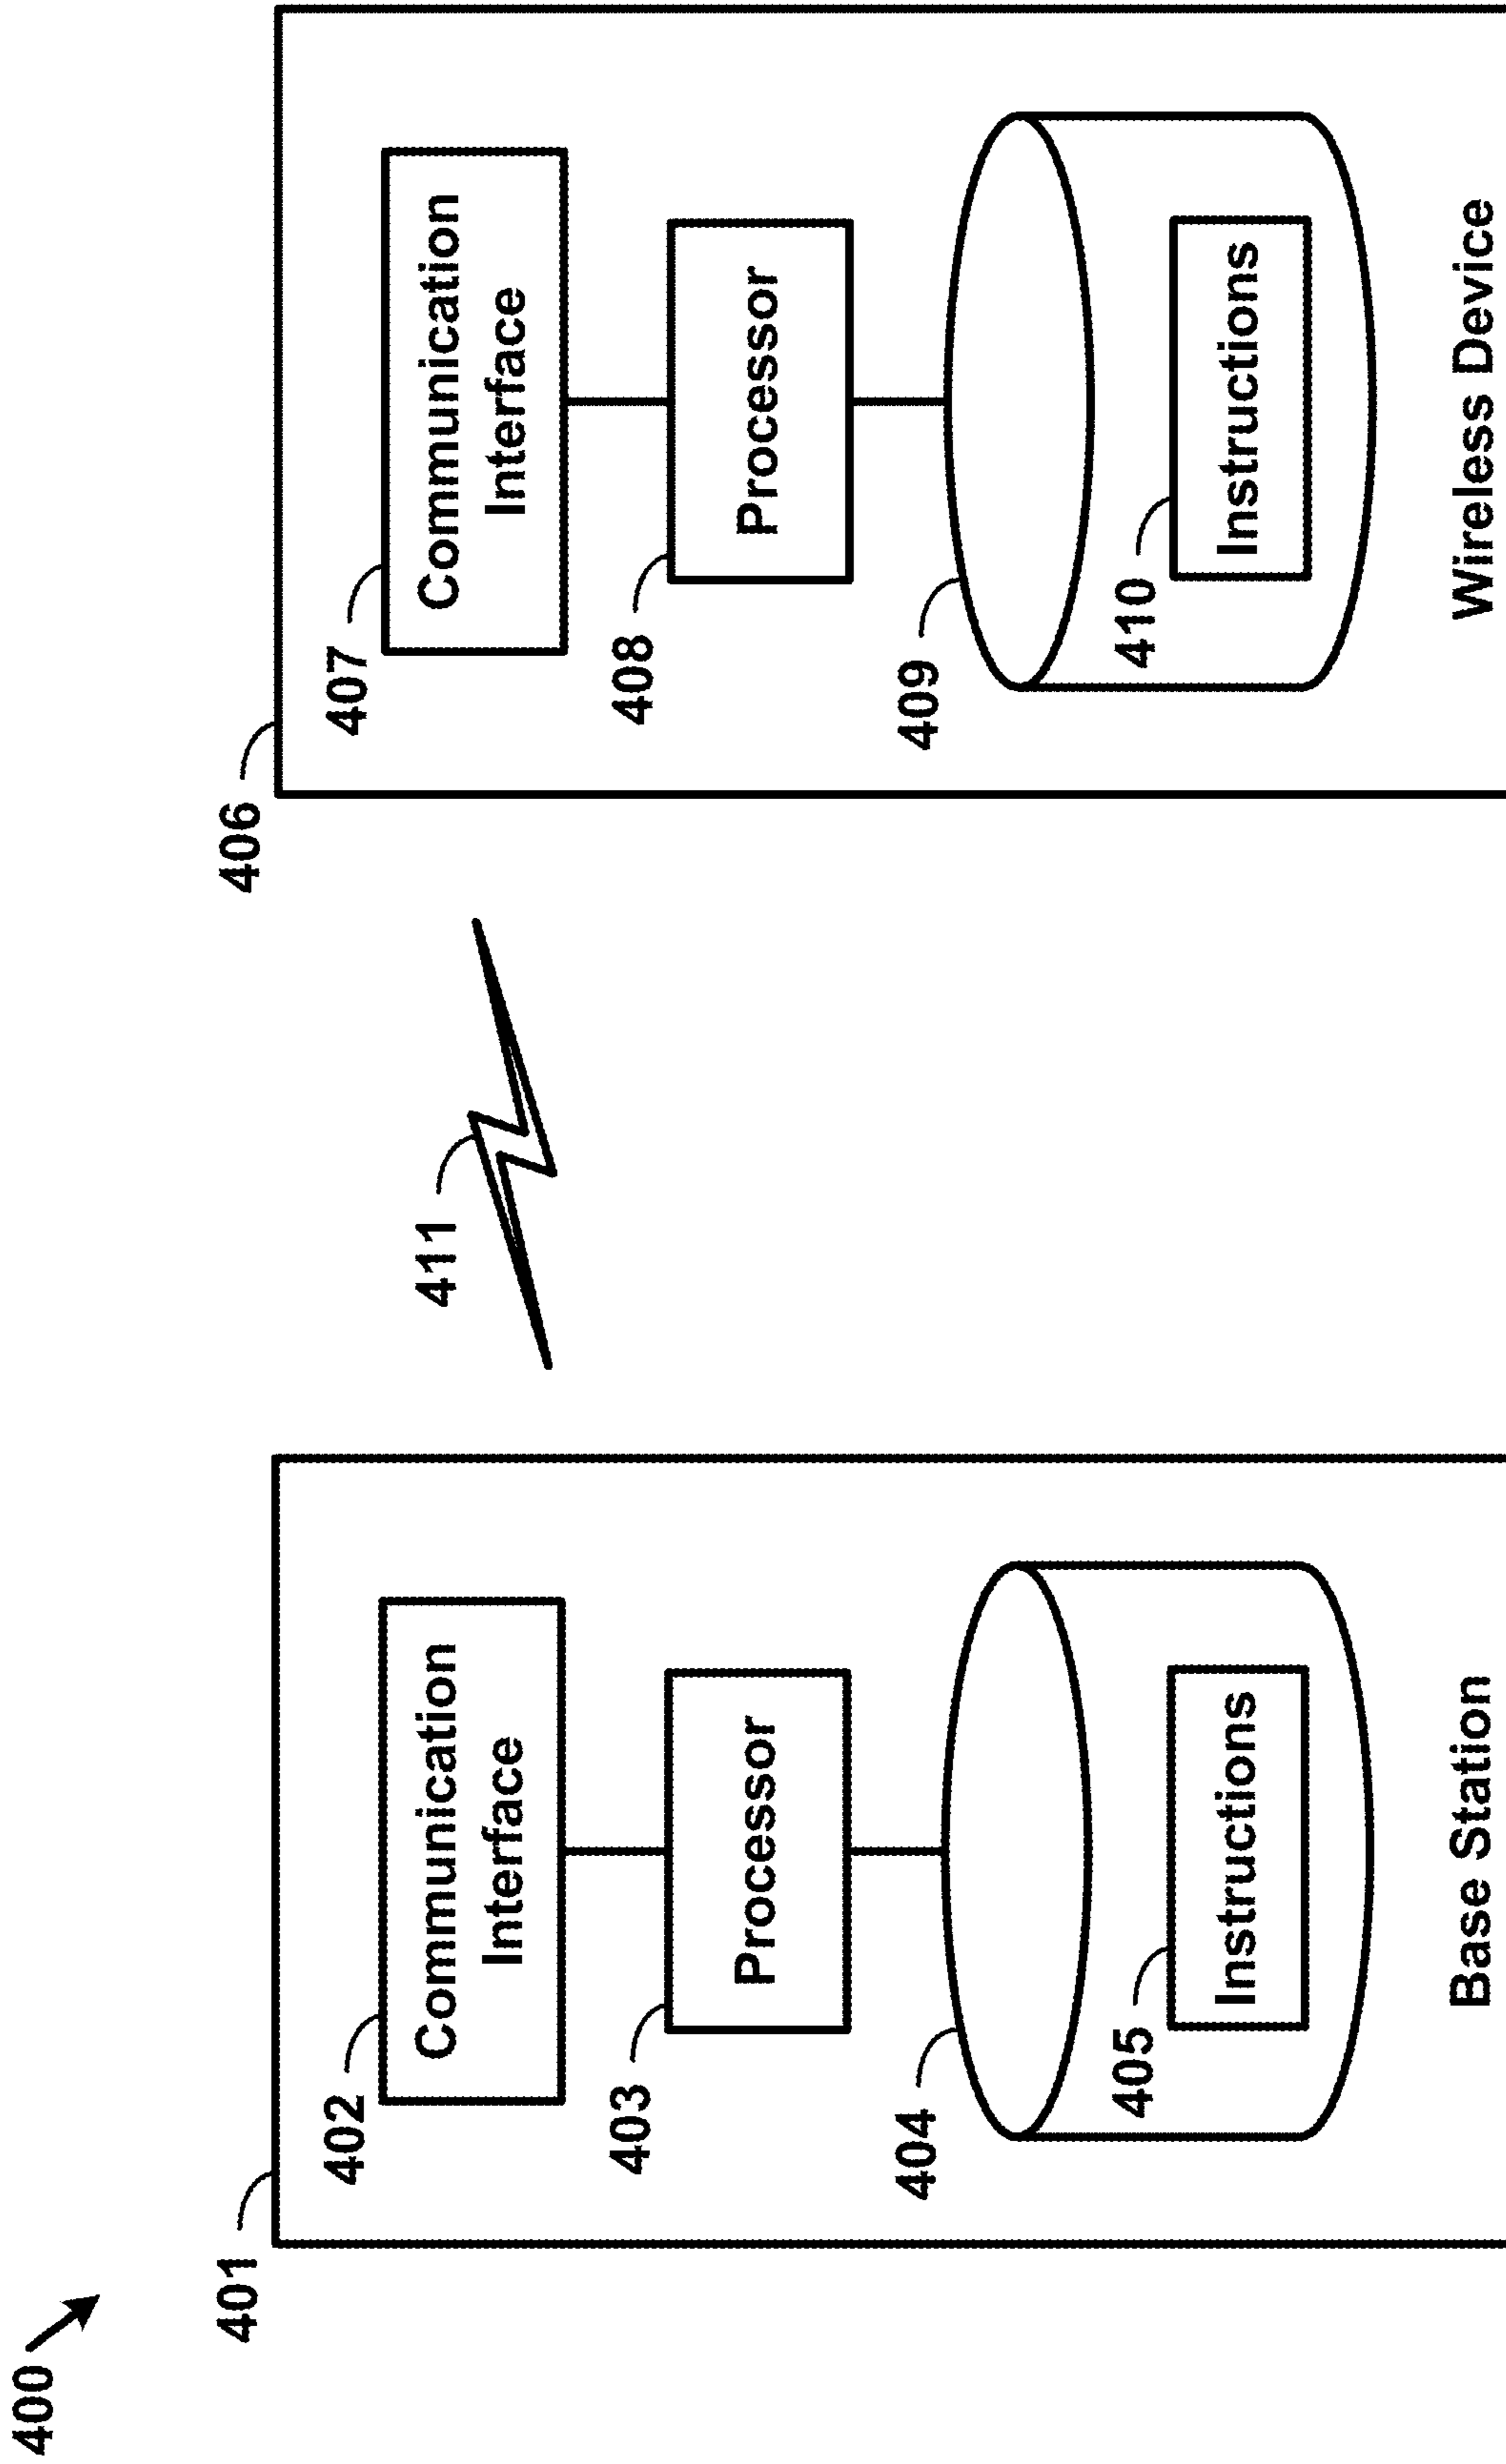 400
401
402
Communication
Interface
403
Processor
404
405
Instructions
Base Station
411
406
407
Communication
Interface
408
Processor
409
410
Instructions
Wireless Device